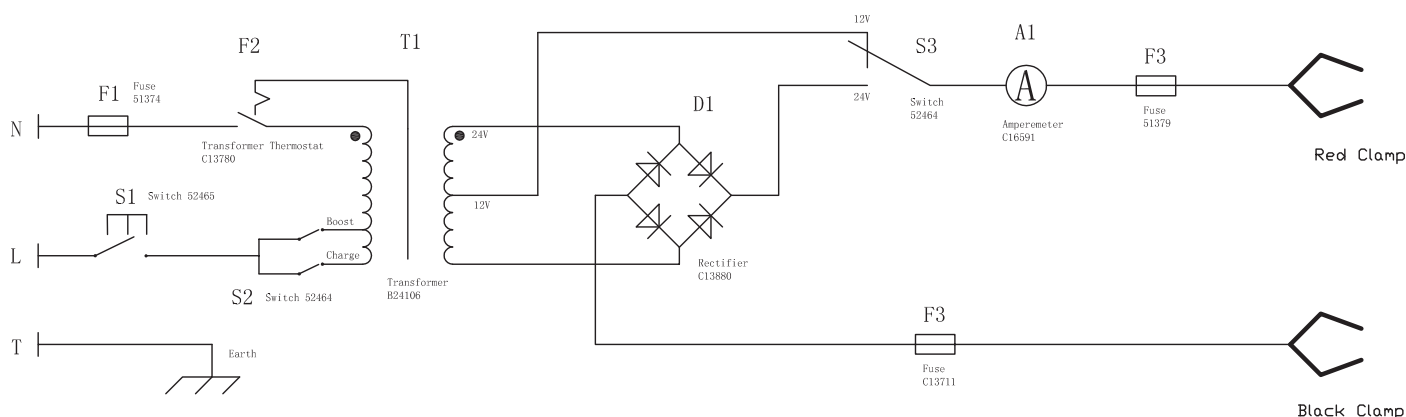 12V
A1
F2
T1
S3
F3
Fuse
51374
F1
24V
D1
Switch
52464
A
Fuse
51379
Amperemeter
C16591
N
24V
Transformer Thermostat
C13780
Red Clamp
S1
Switch 52465
12V
Boost
L
Charge
Rectifier
C13880
Transformer
B24106
S2
Switch 52464
F3
T
Earth
Fuse
C13711
Black Clamp